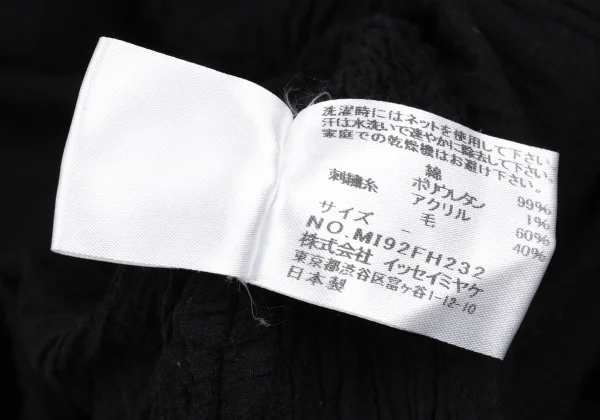 洗濯時にはネットを使用して下さい。
汗は水洗いで速やかに除去して下さい。
家庭での乾燥機はお避け下さい。
綿 99%
ポリウレタン 1%
刺繍糸 アクリル 60%
毛 40%
サイズ －
NO.MI92FH232
株式会社 イッセイミヤケ
東京都渋谷区富ヶ谷1-12-10
日本製